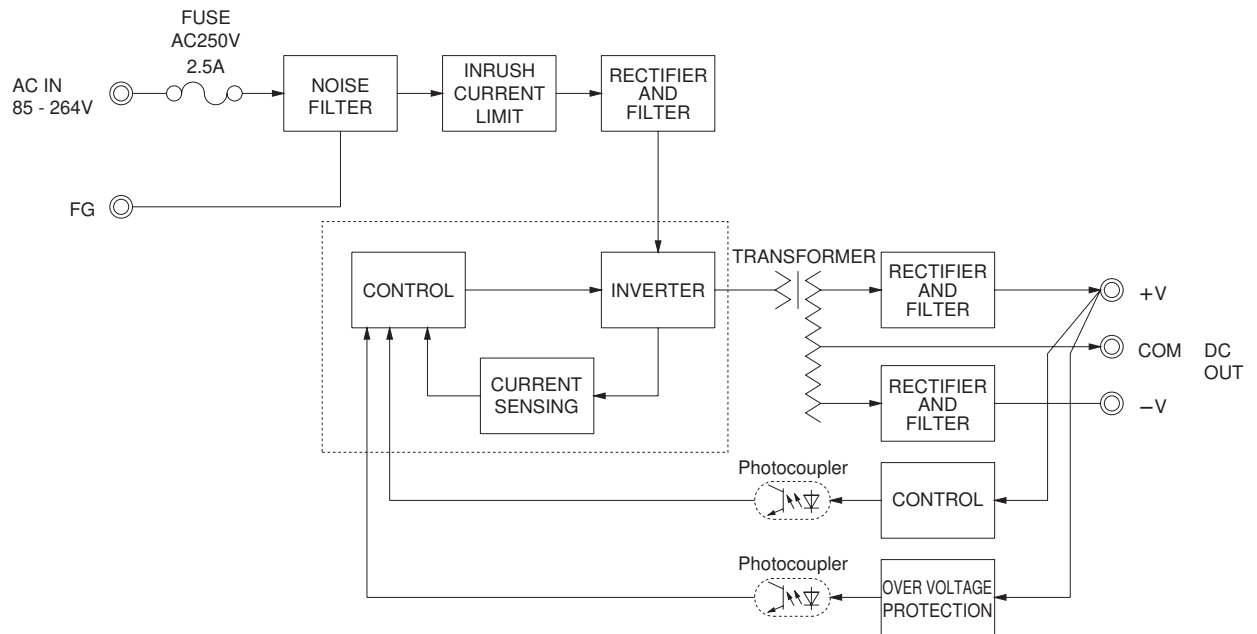 FUSE
AC250V
2.5A
AC IN
85 - 264V
NOISE
FILTER
INRUSH
CURRENT
LIMIT
RECTIFIER
AND
FILTER
FG
CONTROL
INVERTER
TRANSFORMER
RECTIFIER
AND
FILTER
+V
COM
DC
OUT
CURRENT
SENSING
RECTIFIER
AND
FILTER
−V
Photocoupler
CONTROL
Photocoupler
OVER VOLTAGE
PROTECTION